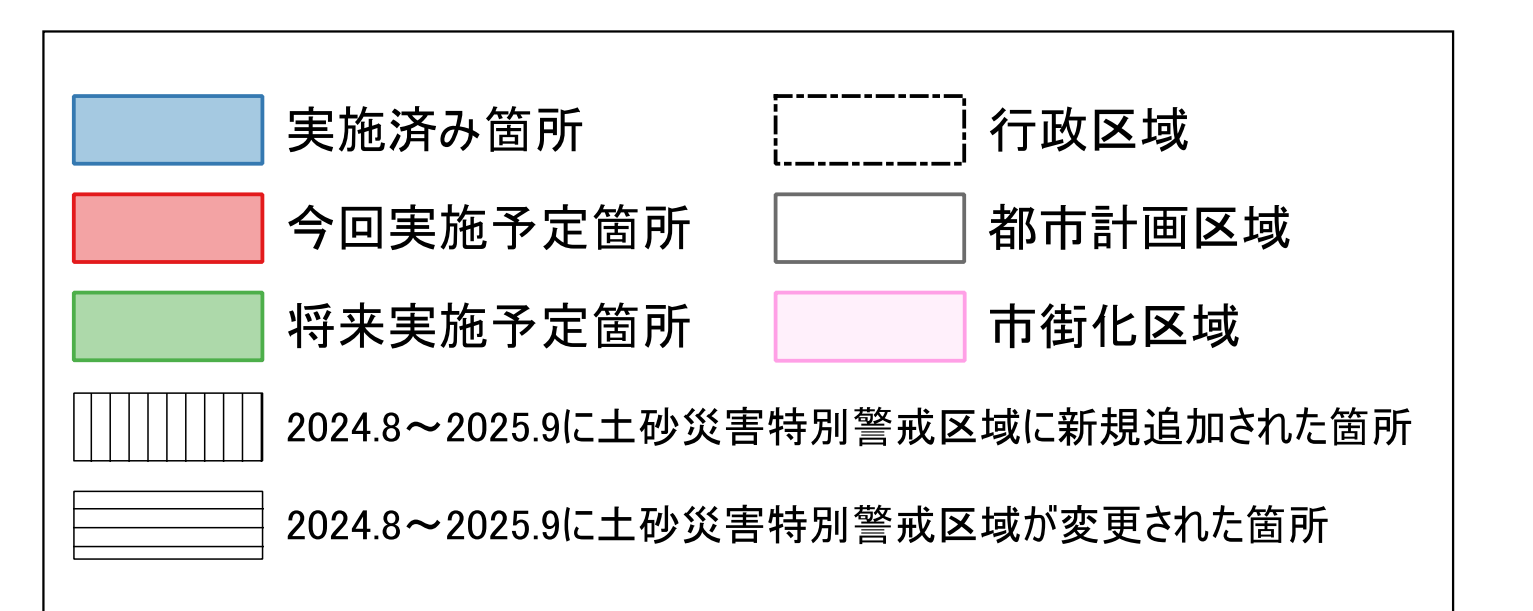 実施済み箇所
今回実施予定箇所
将来実施予定箇所
行政区域
都市計画区域
市街化区域
2024.8～2025.9に土砂災害特別警戒区域に新規追加された箇所
2024.8～2025.9に土砂災害特別警戒区域が変更された箇所